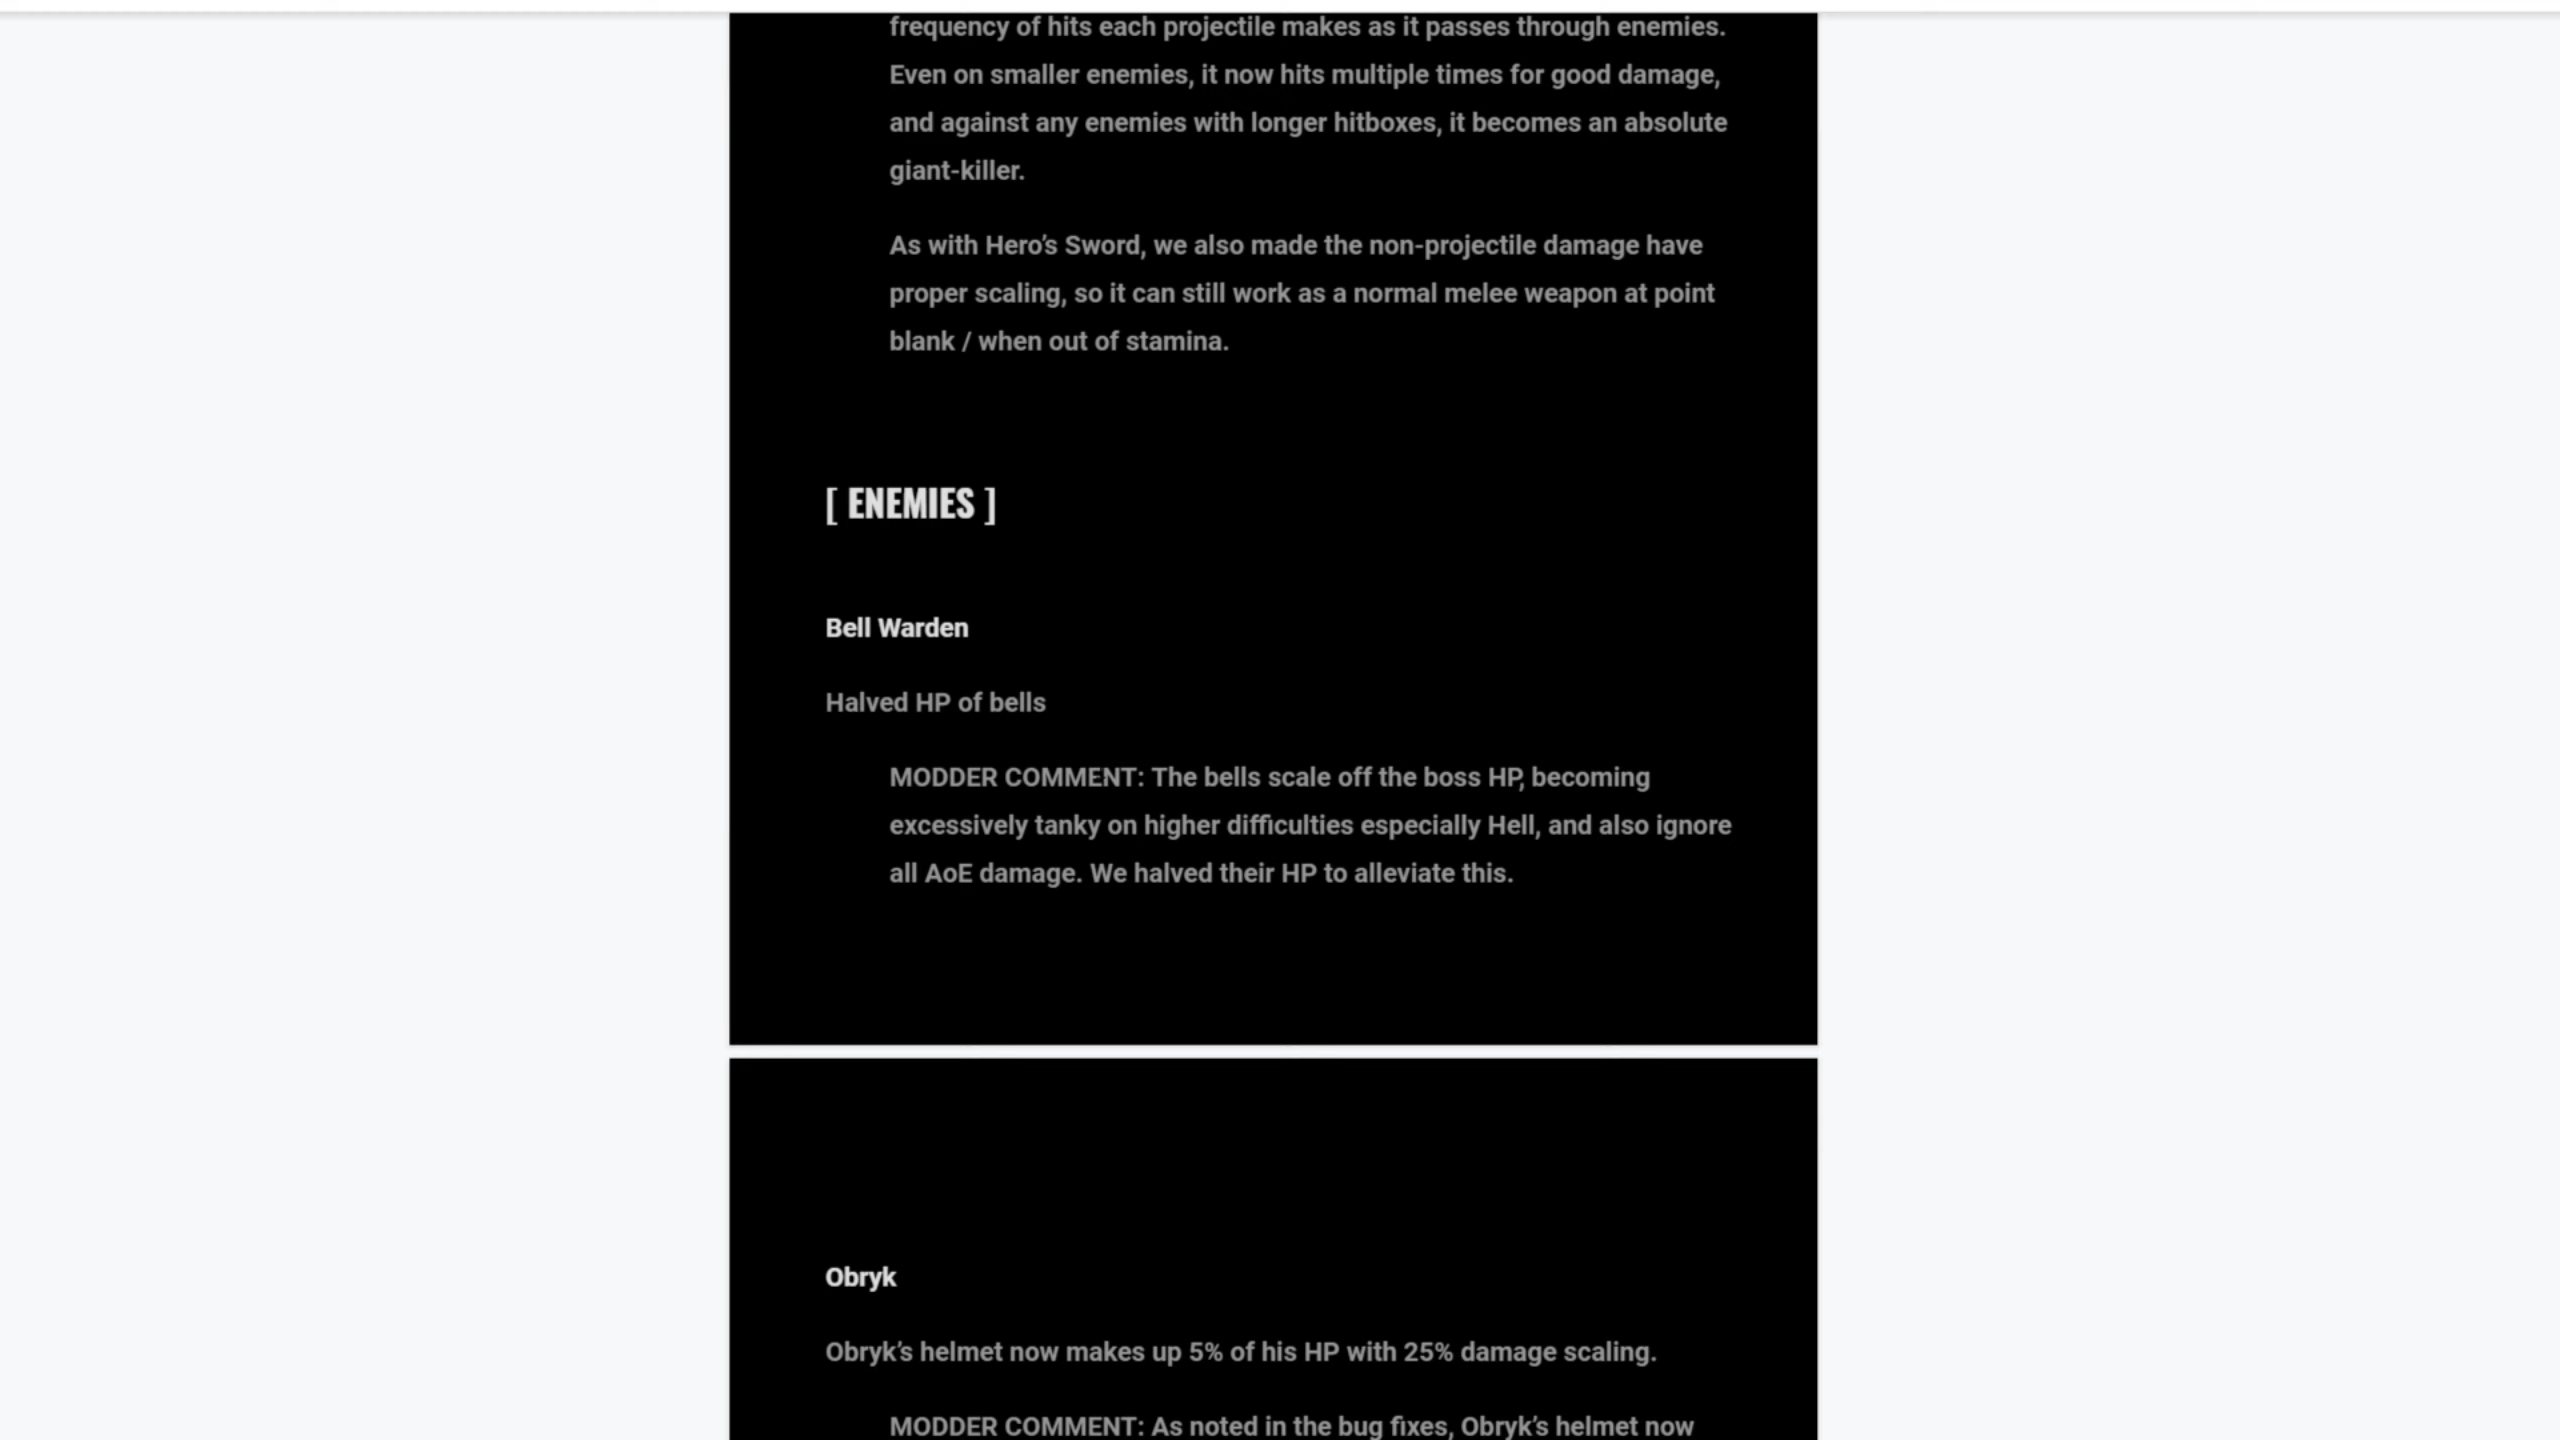 frequency of hits each projectile makes as it passes through enemies.
Even on smaller enemies, it now hits multiple times for good damage,
and against any enemies with longer hitboxes, it becomes an absolute
giant-killer.
As with Hero’s Sword, we also made the non-projectile damage have
proper scaling, so it can still work as a normal melee weapon at point
blank / when out of stamina.
[ ENEMIES ]
Bell Warden
Halved HP of bells
MODDER COMMENT: The bells scale off the boss HP, becoming
excessively tanky on higher difficulties especially Hell, and also ignore
all AoE damage. We halved their HP to alleviate this.
Obryk
Obryk’s helmet now makes up 5% of his HP with 25% damage scaling.
MODDER COMMENT: As noted in the bug fixes, Obryk’s helmet now